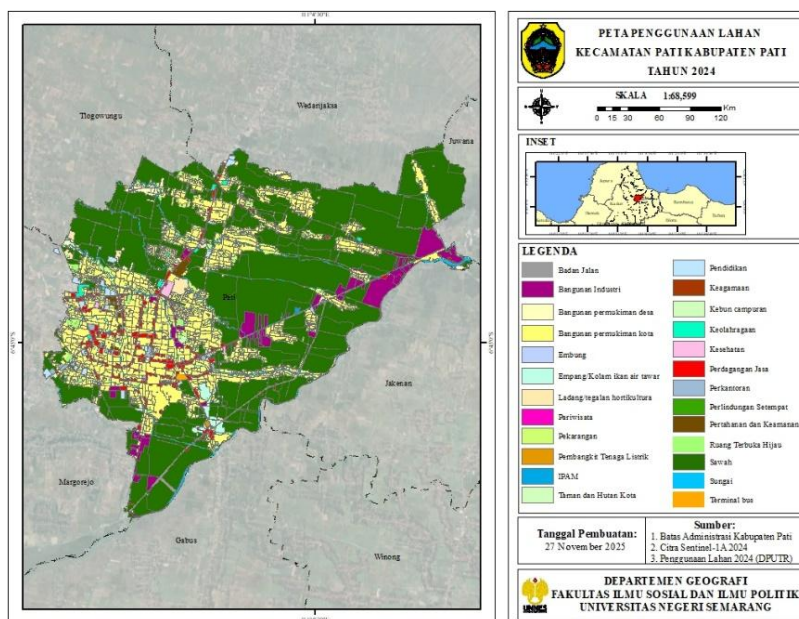 Tlogowungu
Wedarijaksa
Juwana
Pati
Jakenan
Margorejo
Gabus
Winong
PETA PENGGUNAAN LAHAN
KECAMATAN PATI KABUPATEN PATI
TAHUN 2024
SKALA 1:68,599
Km
0 15 30 60 90 120
INSET
LEGENDA
Badan Jalan
Bangunan Industri
Bangunan permukiman desa
Bangunan permukiman kota
Embung
Empang/Kolam ikan air tawar
Ladang/tegalan hortikultura
Pariwisata
Pekarangan
Pembangkit Tenaga Listrik
IPAM
Taman dan Hutan Kota
Pendidikan
Keagamaan
Kebun campuran
Keolahragaan
Kesehatan
Perdagangan Jasa
Perkantoran
Perlindungan Setempat
Pertahanan dan Keamanan
Ruang Terbuka Hijau
Sawah
Sungai
Terminal bus
Tanggal Pembuatan:
27 November 2025
Sumber:
1. Batas Administrasi Kabupaten Pati
2. Citra Sentinel-1A 2024
3. Penggunaan Lahan 2024 (DPUTR)
UNNES
DEPARTEMEN GEOGRAFI
FAKULTAS ILMU SOSIAL DAN ILMU POLITIK
UNIVERSITAS NEGERI SEMARANG